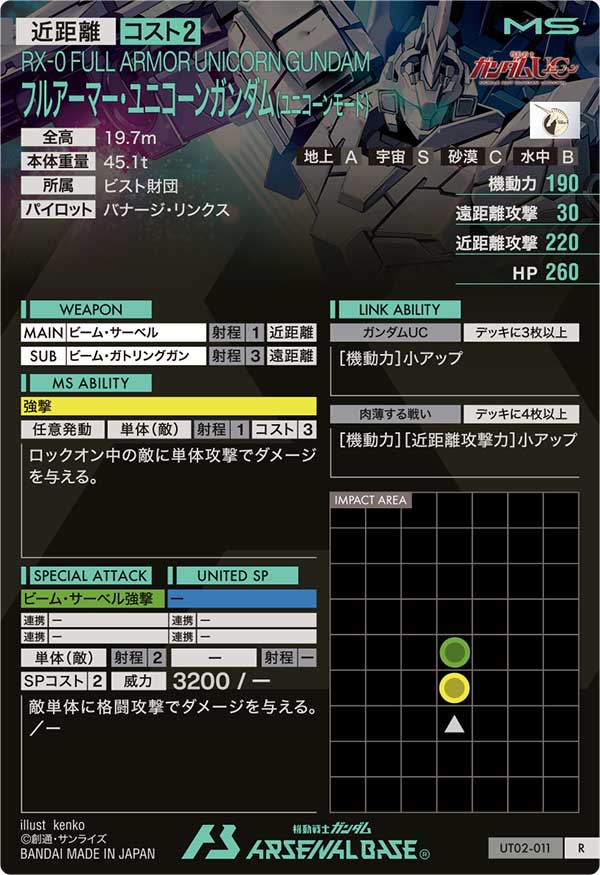 近距離 コスト2 MS
RX-0 FULL ARMOR UNICORN GUNDAM
フルアーマー・ユニコーンガンダム(ユニコーンモード)
機動戦士 ガンダムUC ユニコーン
全高 19.7m
本体重量 45.1t
所属 ビスト財団
パイロット バナージ・リンクス
地上 A 宇宙 S 砂漠 C 水中 B
機動力 190
遠距離攻撃 30
近距離攻撃 220
HP 260
WEAPON
MAIN ビーム・サーベル 射程 1 近距離
SUB ビーム・ガトリングガン 射程 3 遠距離
MS ABILITY
強撃
任意発動 単体(敵) 射程 1 コスト 3
ロックオン中の敵に単体攻撃でダメージ
を与える。
LINK ABILITY
ガンダムUC デッキに3枚以上
[機動力]小アップ
肉薄する戦い デッキに4枚以上
[機動力][近距離攻撃力]小アップ
IMPACT AREA
SPECIAL ATTACK UNITED SP
ビーム・サーベル強撃 ー
連携 ー 連携 ー
連携 ー 連携 ー
単体(敵) 射程 2 ー 射程 ー
SPコスト 2 威力 3200 / ー
敵単体に格闘攻撃でダメージを与える。
/ー
illust kenko
©創通・サンライズ
BANDAI MADE IN JAPAN
機動戦士ガンダム
ARSENAL BASE®
UT02-011 R